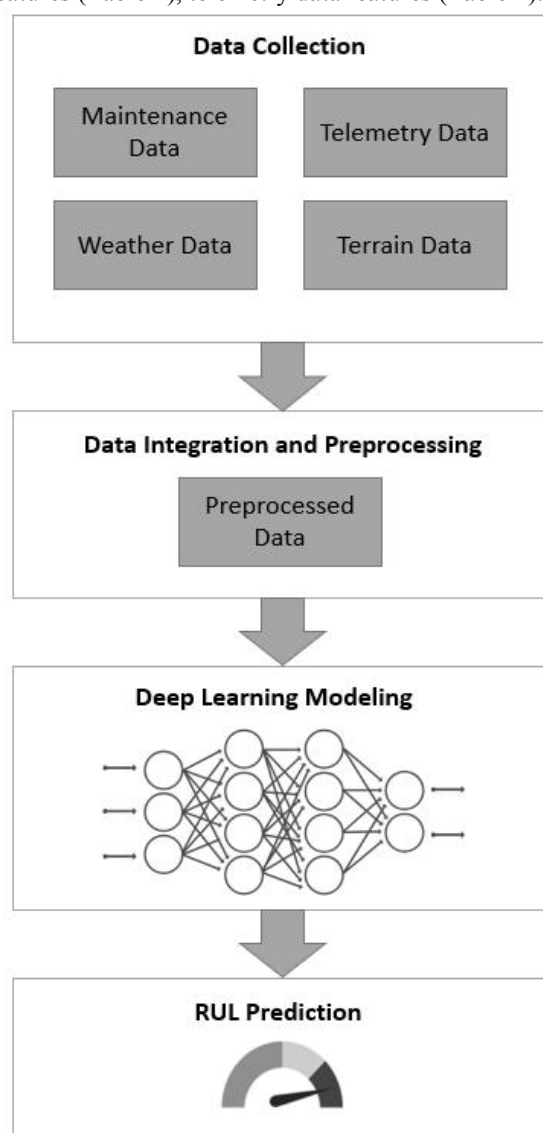 Data Collection
Maintenance
Data
Telemetry Data
Weather Data
Terrain Data
Data Integration and Preprocessing
Preprocessed
Data
Deep Learning Modeling
RUL Prediction